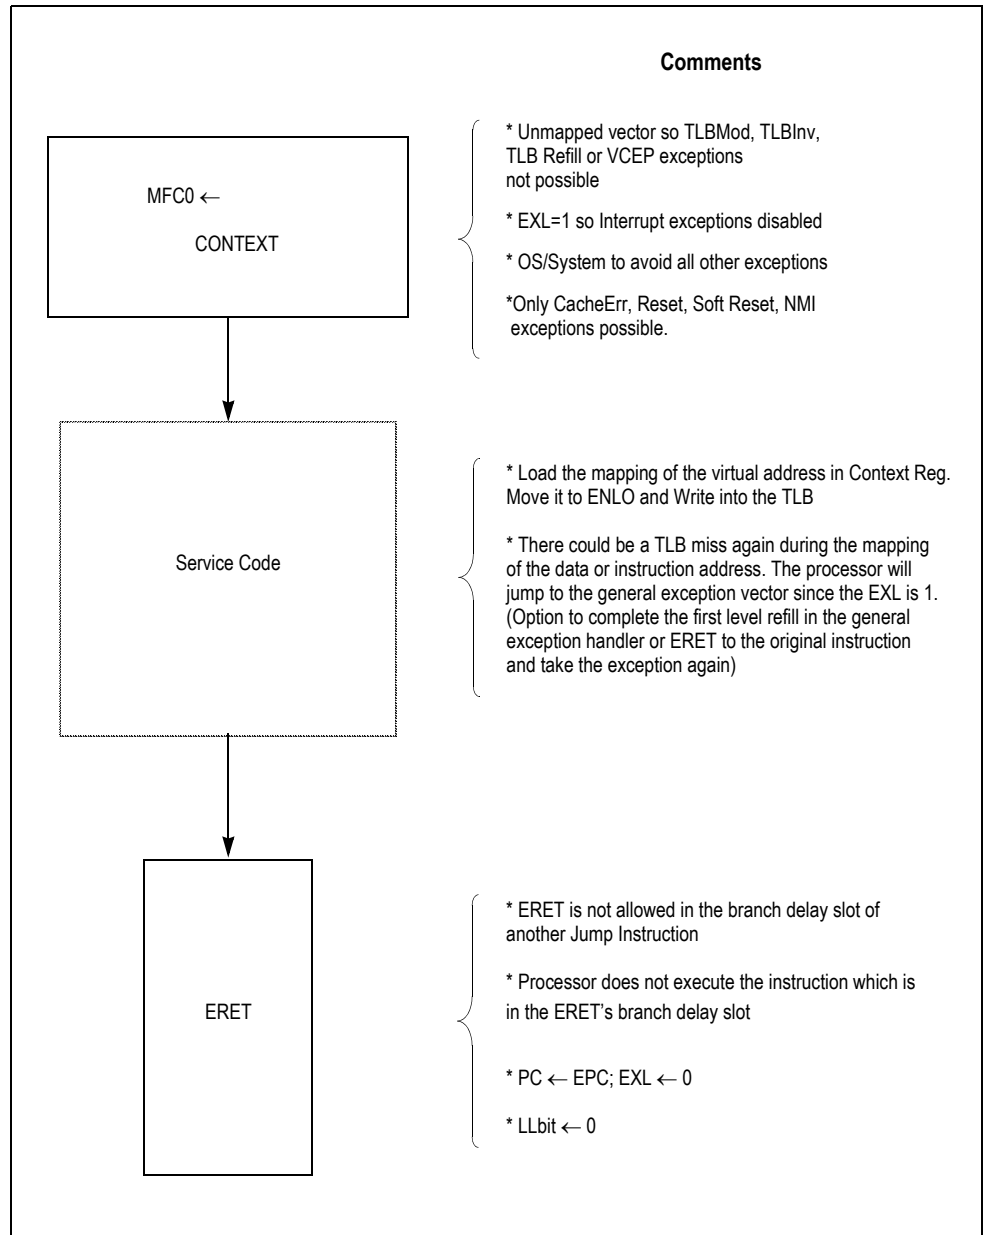 Comments
MFC0 ←
CONTEXT
* Unmapped vector so TLBMod, TLBInv,
TLB Refill or VCEP exceptions
not possible
* EXL=1 so Interrupt exceptions disabled
* OS/System to avoid all other exceptions
*Only CacheErr, Reset, Soft Reset, NMI
exceptions possible.
Service Code
* Load the mapping of the virtual address in Context Reg.
Move it to ENLO and Write into the TLB
* There could be a TLB miss again during the mapping
of the data or instruction address. The processor will
jump to the general exception vector since the EXL is 1.
(Option to complete the first level refill in the general
exception handler or ERET to the original instruction
and take the exception again)
ERET
* ERET is not allowed in the branch delay slot of
another Jump Instruction
* Processor does not execute the instruction which is
in the ERET’s branch delay slot
* PC ← EPC; EXL ← 0
* LLbit ← 0